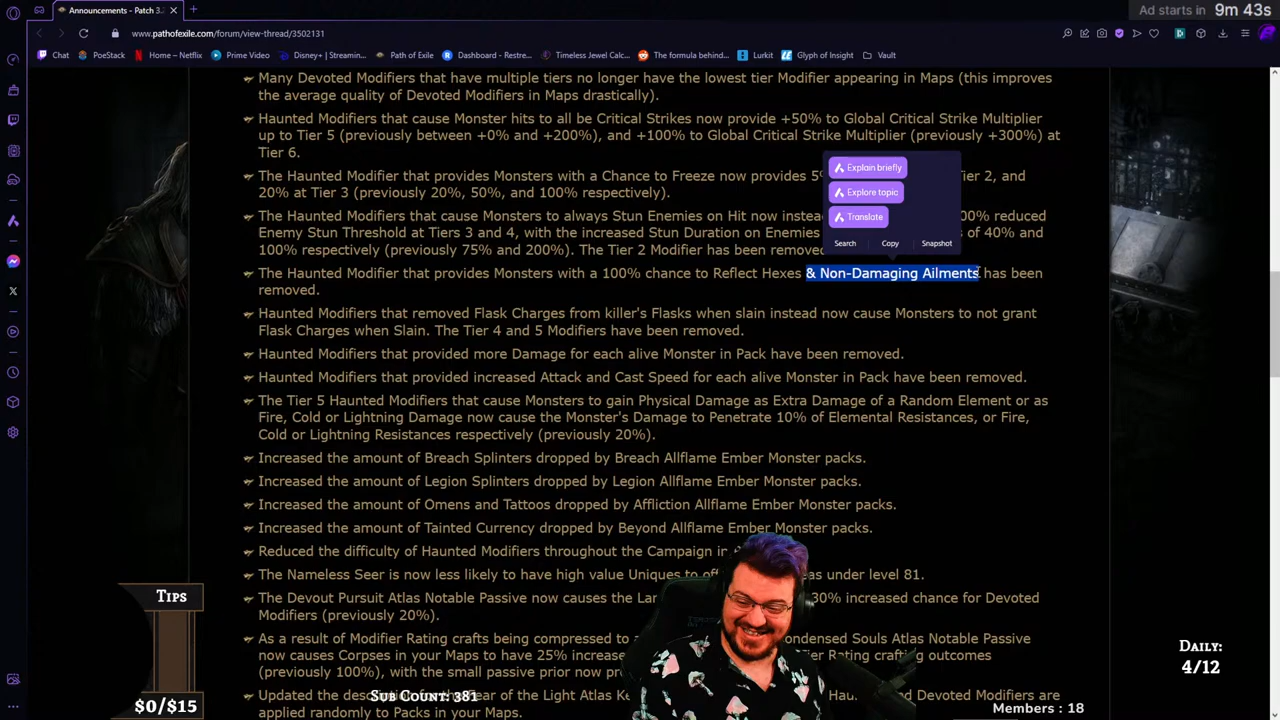 Announcements - Patch 3.
Ad starts in 9m 43s
www.pathofexile.com/forum/view-thread/3502131
Chat PoeStack Home – Netflix Prime Video Disney+ | Streamin... Path of Exile Dashboard - Restre... Timeless Jewel Calc... The formula behind... Lurkit Glyph of Insight Vault
Many Devoted Modifiers that have multiple tiers no longer have the lowest tier Modifier appearing in Maps (this improves
the average quality of Devoted Modifiers in Maps drastically).
Haunted Modifiers that cause Monster hits to all be Critical Strikes now provide +50% to Global Critical Strike Multiplier
up to Tier 5 (previously between +0% and +200%), and +100% to Global Critical Strike Multiplier (previously +300%) at
Tier 6.
The Haunted Modifier that provides Monsters with a Chance to Freeze now provides 5% Tier 2, and
20% at Tier 3 (previously 20%, 50%, and 100% respectively).
The Haunted Modifier that cause Monsters to always Stun Enemies on Hit now instead 00% reduced
Enemy Stun Threshold at Tiers 3 and 4, with the increased Stun Duration on Enemies s of 40% and
100% respectively (previously 75% and 200%). The Tier 2 Modifier has been removed
The Haunted Modifier that provides Monsters with a 100% chance to Reflect Hexes & Non-Damaging Ailments has been
removed.
Explain briefly
Explore topic
Translate
Search Copy Snapshot
Haunted Modifiers that removed Flask Charges from killer's Flasks when slain instead now cause Monsters to not grant
Flask Charges when Slain. The Tier 4 and 5 Modifiers have been removed.
Haunted Modifiers that provided more Damage for each alive Monster in Pack have been removed.
Haunted Modifiers that provided increased Attack and Cast Speed for each alive Monster in Pack have been removed.
The Tier 5 Haunted Modifiers that cause Monsters to gain Physical Damage as Extra Damage of a Random Element or as
Fire, Cold or Lightning Damage now cause the Monster's Damage to Penetrate 10% of Elemental Resistances, or Fire,
Cold or Lightning Resistances respectively (previously 20%).
Increased the amount of Breach Splinters dropped by Breach Allflame Ember Monster packs.
Increased the amount of Legion Splinters dropped by Legion Allflame Ember Monster packs.
Increased the amount of Omens and Tattoos dropped by Affliction Allflame Ember Monster packs.
Increased the amount of Tainted Currency dropped by Beyond Allflame Ember Monster packs.
Reduced the difficulty of Haunted Modifiers throughout the Campaign in
The Nameless Seer is now less likely to have high value Uniques to of as under level 81.
The Devout Pursuit Atlas Notable Passive now causes the Lan 30% increased chance for Devoted
Modifiers (previously 20%).
As a result of Modifier Rating crafts being compressed to a ondensed Souls Atlas Notable Passive
now causes Corpses in your Maps to have 25% increase ier Rating crafting outcomes
(previously 100%), with the small passive prior now pr
Updated the des ear of the Light Atlas Ke Hau d Devoted Modifiers are
applied randomly to Packs in your Maps.
Tips
$0/$15
Sub Count: 381
Daily:
4/12
Members : 18